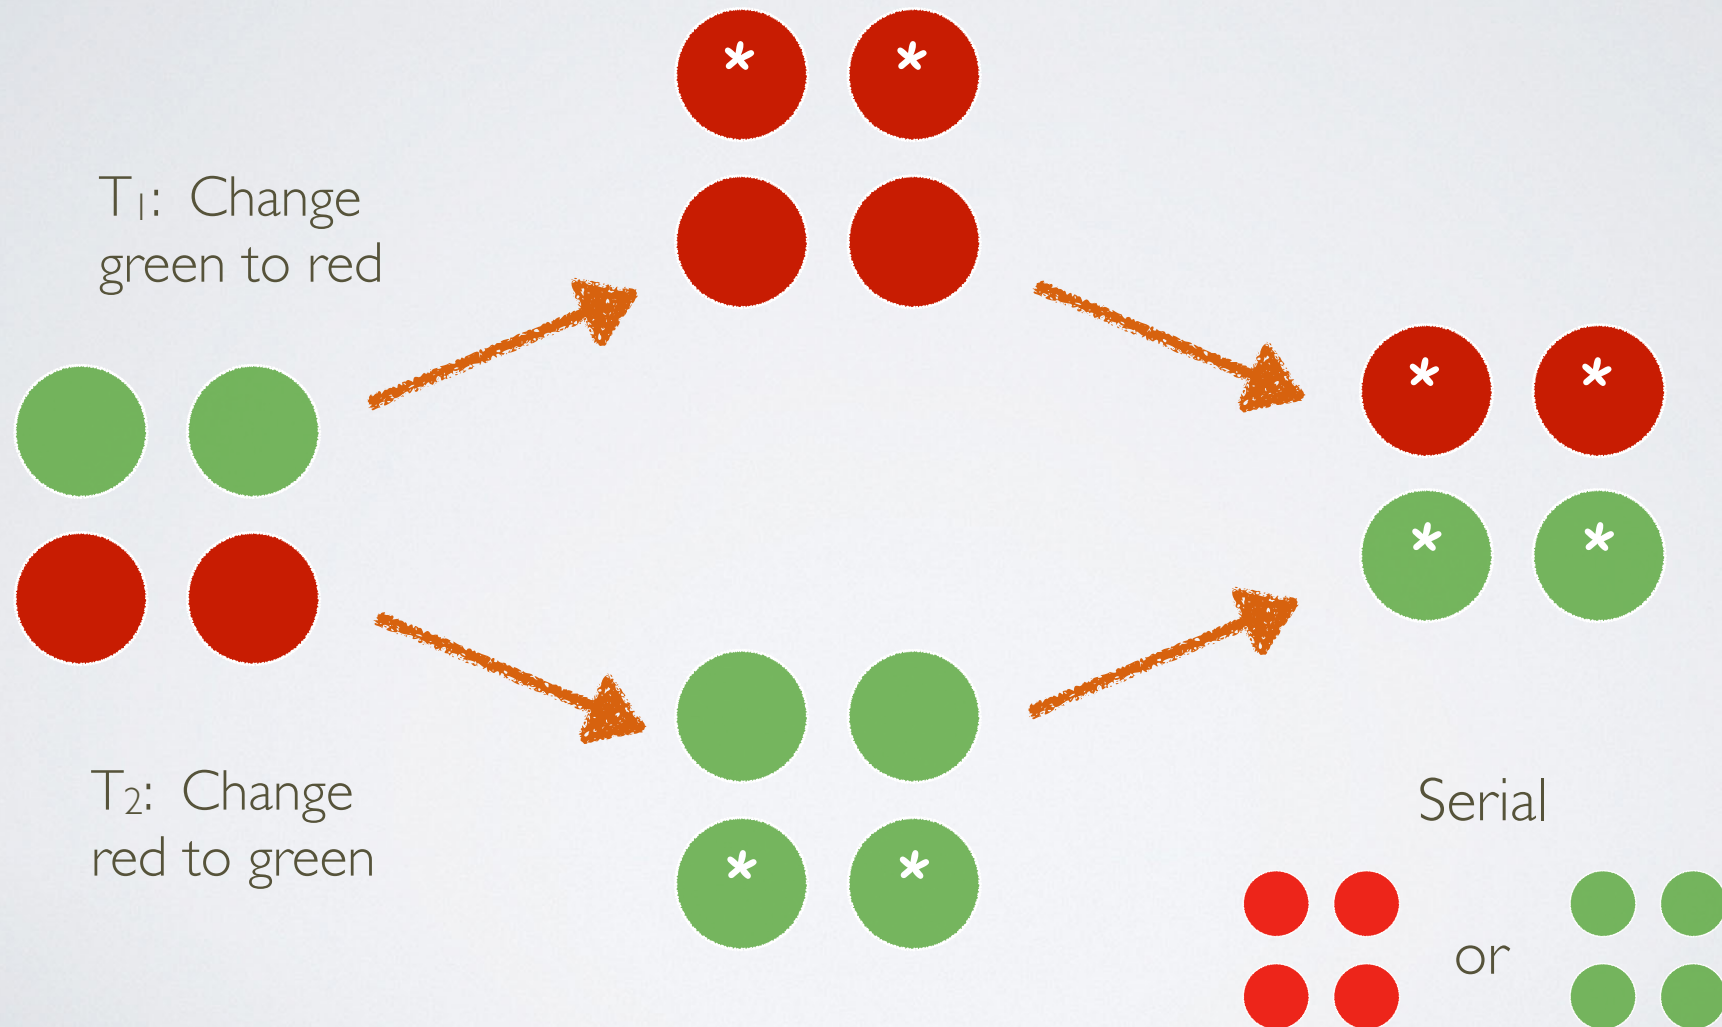 * *
T₁: Change
green to red
* *
* *
* *
T₂: Change
red to green
Serial
or